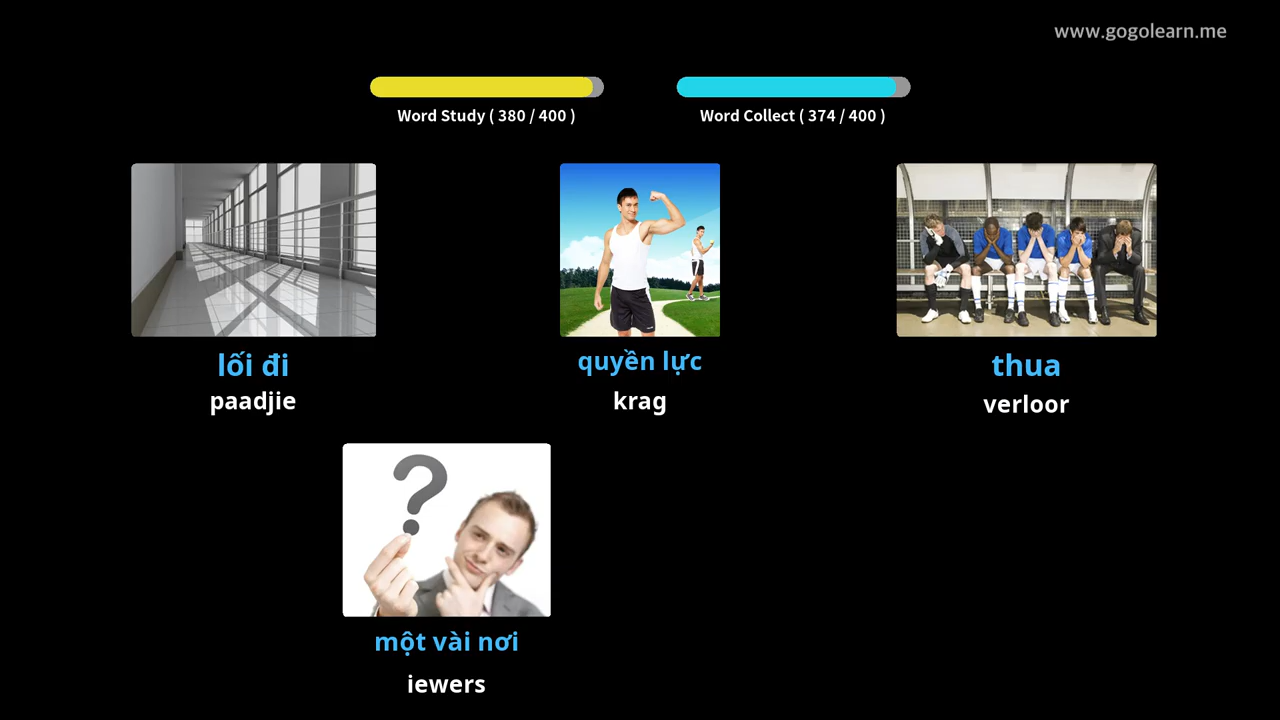 www.gogolearn.me
Word Study ( 380 / 400 )
Word Collect ( 374 / 400 )
lối đi
paadjie
quyền lực
krag
thua
verloor
?
một vài nơi
iewers